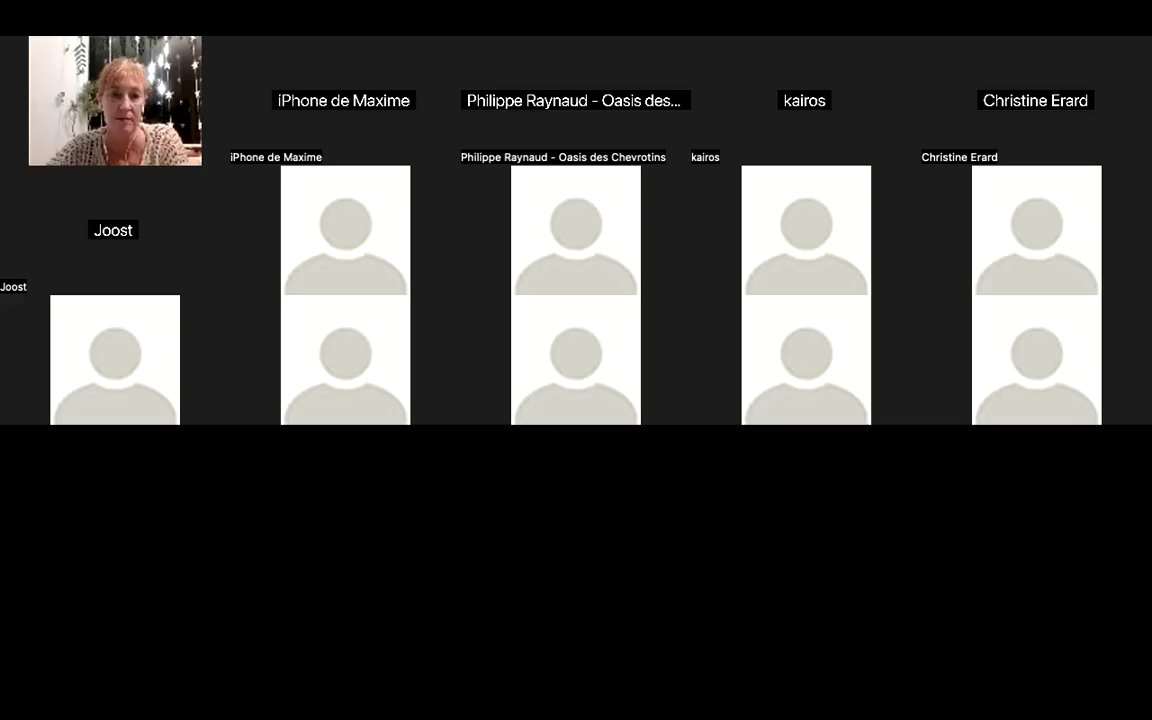 iPhone de Maxime
Philippe Raynaud - Oasis des...
kairos
Christine Erard
iPhone de Maxime
Philippe Raynaud - Oasis des Chevrotins
kairos
Christine Erard
Joost
Joost